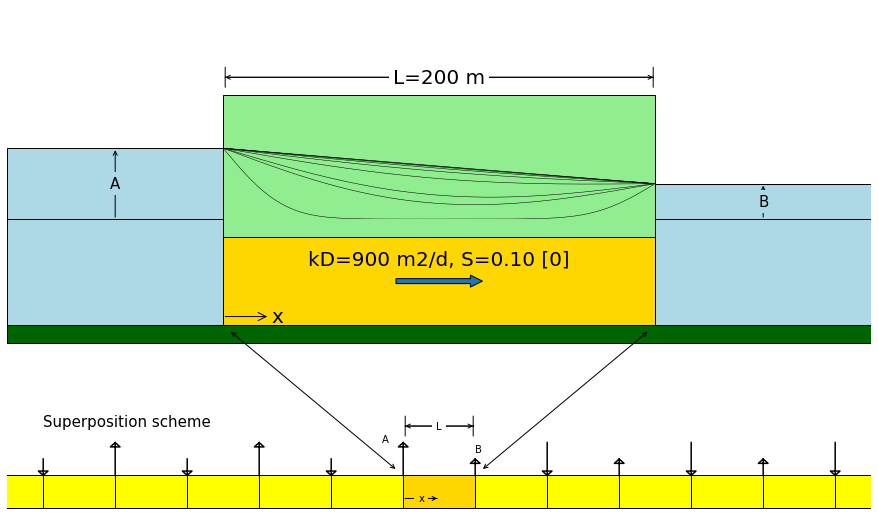 L=200 m
A
B
kD=900 m2/d, S=0.10 [0]
x
Superposition scheme
L
A
B
x